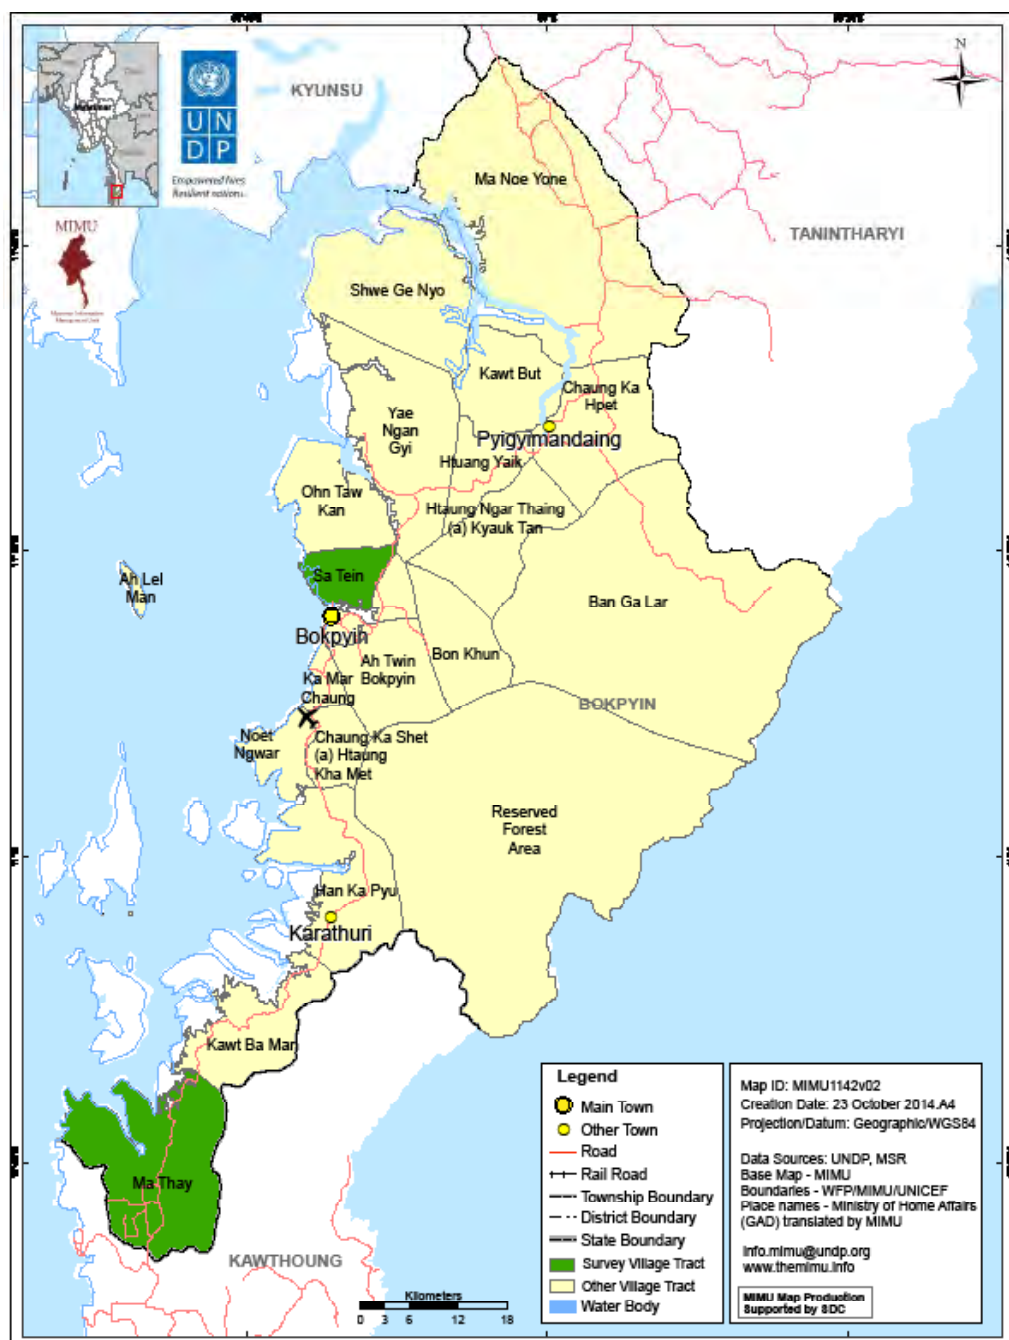 KYUNSU
N
Myanmar
U N
D P
Empowered lives.
Resilient nations.
MIMU
Ma Noe Yone
TANINTHARYI
Shwe Ge Nyo
Kawt But
Chaung Ka
Hpet
Yae
Ngan
Gyi
Pyigyimandaing
Htuang Yaik
Ohn Taw
Kan
Htaung Ngar Thaing
(a) Kyauk Tan
Sa Tein
Ah Lel
Man
Ban Ga Lar
Bokpyin
Ah Twin
Bokpyin
Bon Khun
Ka Mar
Chaung
BOKPYIN
Noet
Ngwar
Chaung Ka Shet
(a) Htaung
Kha Met
Reserved
Forest
Area
Han Ka Pyu
Karathuri
Kawt Ba Mar
Ma Thay
KAWTHOUNG
Kilometers
0 3 6 12 18
Legend
Main Town
Other Town
Road
Rail Road
Township Boundary
District Boundary
State Boundary
Survey Village Tract
Other Village Tract
Water Body
Map ID: MIMU1142v02
Creation Date: 23 October 2014.A4
Projection/Datum: Geographic/WGS84
Data Sources: UNDP, MSR
Base Map - MIMU
Boundaries - WFP/MIMU/UNICEF
Place names - Ministry of Home Affairs
(GAD) translated by MIMU
info.mimu@undp.org
www.themimu.info
MIMU Map Production
Supported by SDC